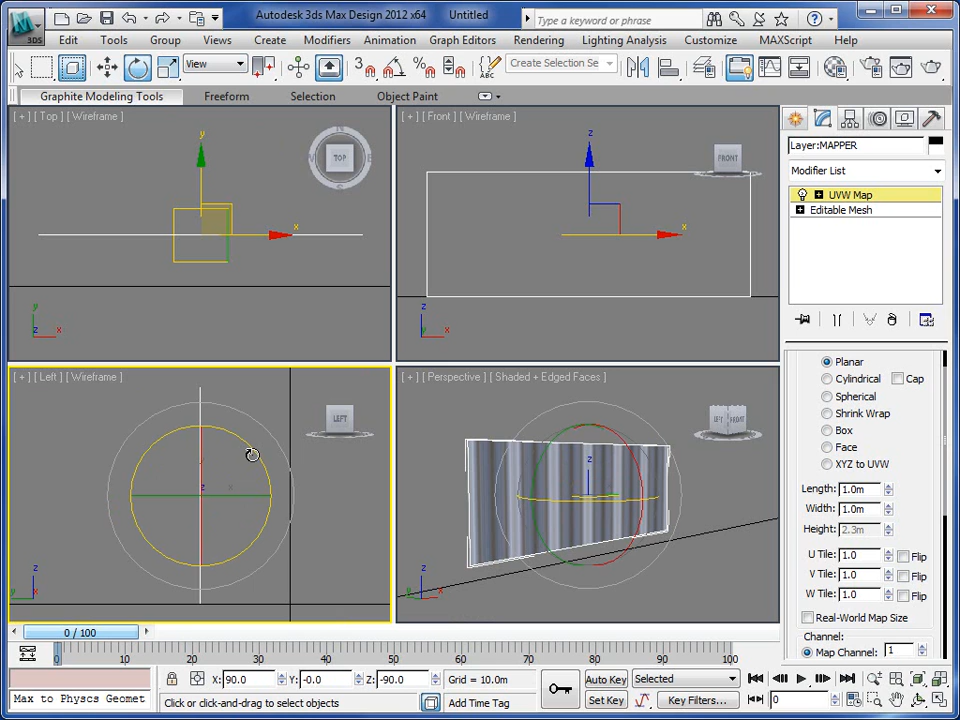 Autodesk 3ds Max Design 2012 x64 Untitled
Type a keyword or phrase
3DS
Edit Tools Group Views Create Modifiers Animation Graph Editors Rendering Lighting Analysis Customize MAXScript Help
View
3
Create Selection Se
Graphite Modeling Tools Freeform Selection Object Paint
[ + ] [ Top ] [ Wireframe ]
[ + ] [ Front ] [ Wireframe ]
TOP
FRONT
y
x
z
x
y
z
x
z
y
x
[ + ] [ Left ] [ Wireframe ]
[ + ] [ Perspective ] [ Shaded + Edged Faces ]
LEFT
LEFT FRONT
z
z
z
x
z
y
x
Layer:MAPPER
Modifier List
UVW Map
Editable Mesh
Planar
Cylindrical Cap
Spherical
Shrink Wrap
Box
Face
XYZ to UVW
Length: 1.0m
Width: 1.0m
Height: 2.3m
U Tile: 1.0 Flip
V Tile: 1.0 Flip
W Tile: 1.0 Flip
Real-World Map Size
Channel:
Map Channel: 1
0 / 100
0 10 20 30 40 50 60 70 80 90 100
X: 90.0 Y: -0.0 Z: -90.0 Grid = 10.0m
Auto Key Selected
Max to Physcs Geomet
Click or click-and-drag to select objects
Add Time Tag
Set Key Key Filters...
0